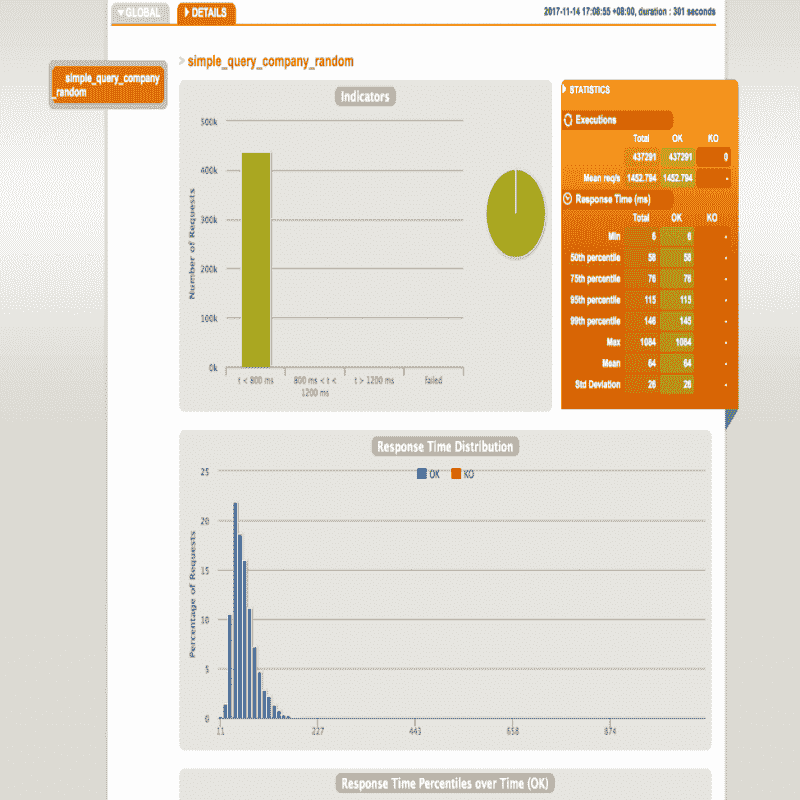 ▼GLOBAL
▶ DETAILS
2017-11-14 17:08:55 +08:00, duration : 301 seconds
simple_query_company
_random
> simple_query_company_random
Indicators
Number of Requests
500k
400k
300k
200k
100k
0k
t < 800 ms
800 ms < t <
1200 ms
t > 1200 ms
failed
▶ STATISTICS
Executions
Total OK KO
437291 437291 0
Mean req/s 1452.794 1452.794 -
Response Time (ms)
Total OK KO
Min 6 6 -
50th percentile 58 58 -
75th percentile 76 76 -
95th percentile 115 115 -
99th percentile 146 145 -
Max 1084 1084 -
Mean 64 64 -
Std Deviation 26 26 -
Response Time Distribution
OK KO
Percentage of Requests
25
20
15
10
5
0
11 227 443 658 874
Response Time Percentiles over Time (OK)